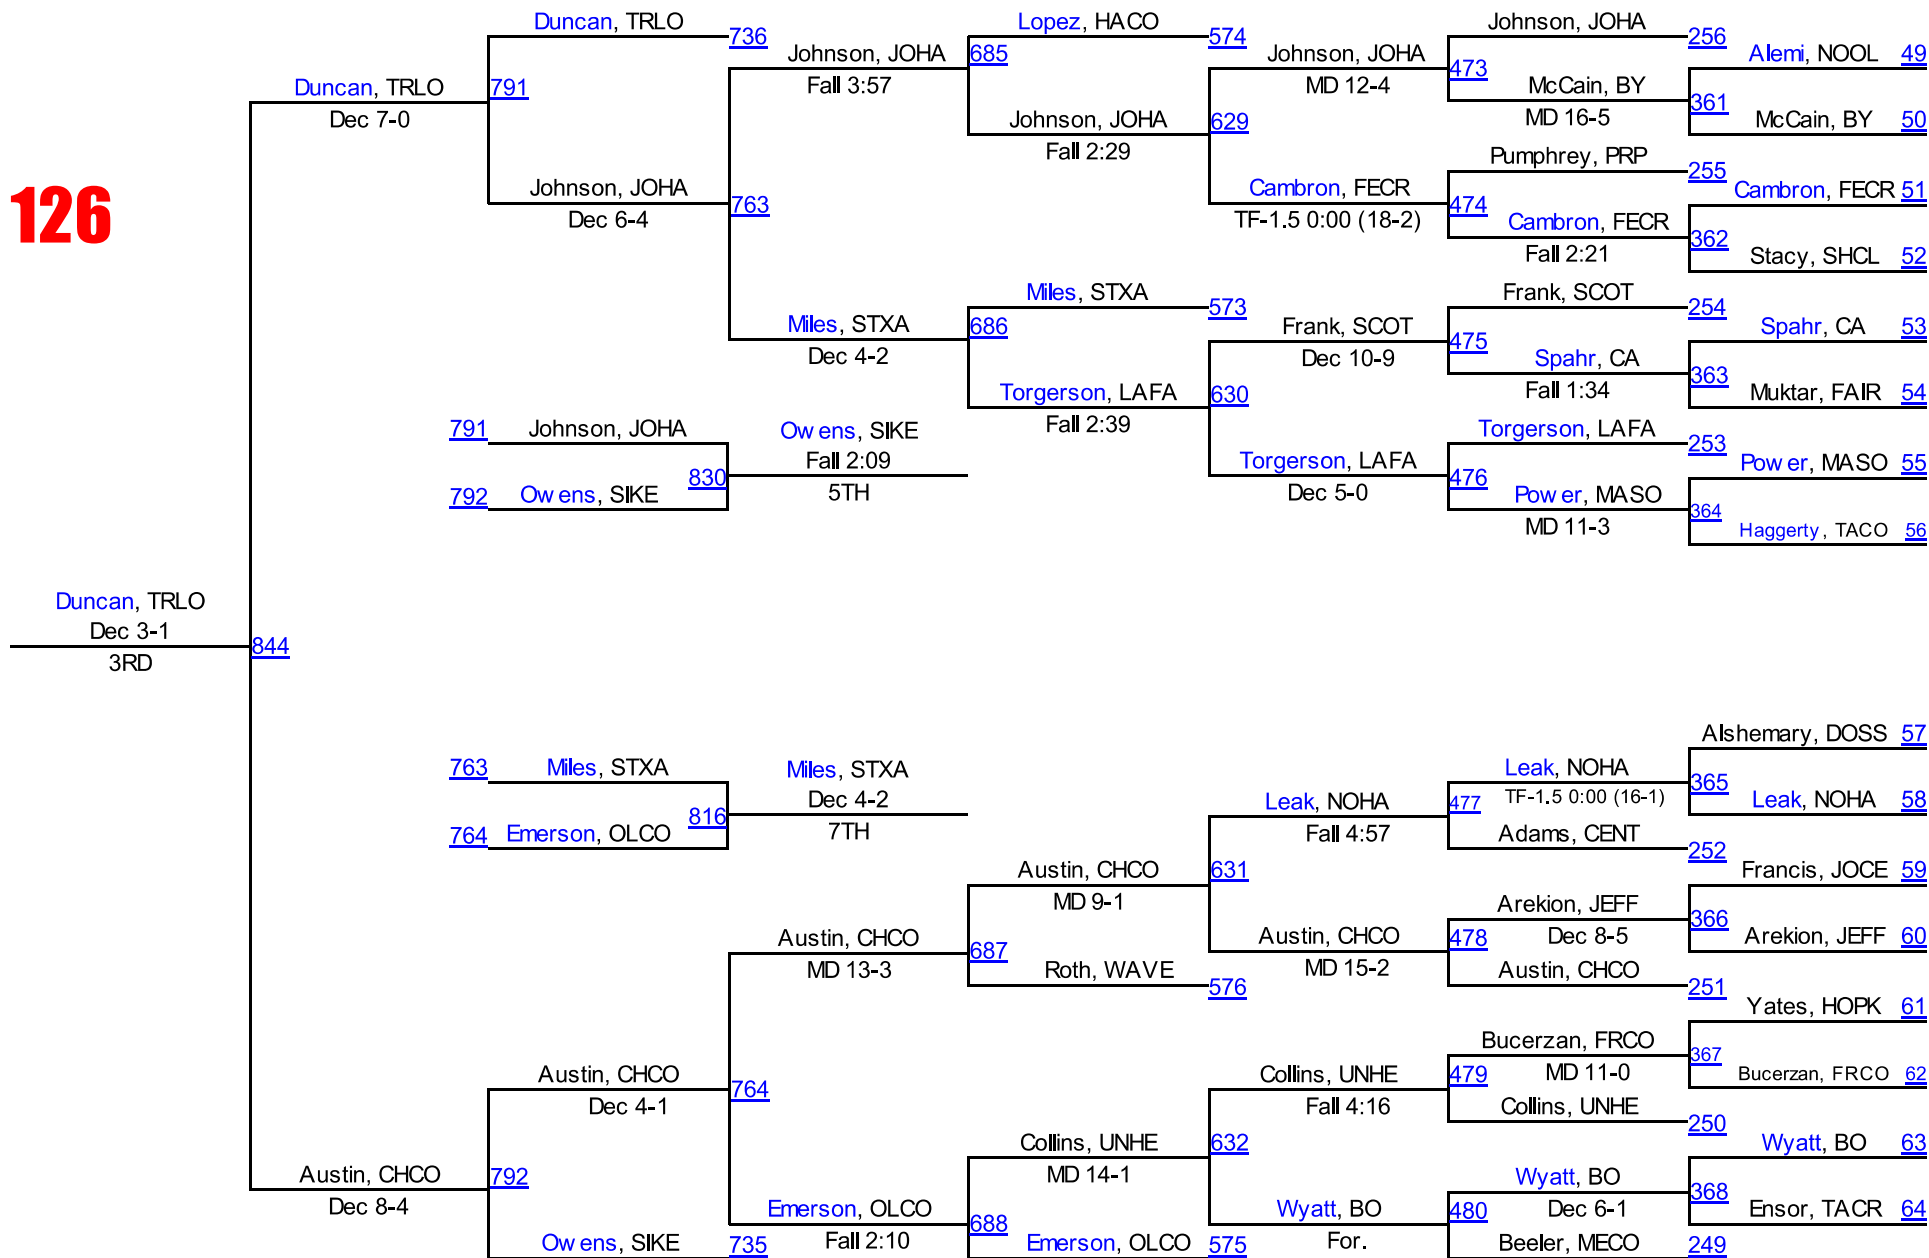 126
Duncan, TRLO
736
Duncan, TRLO
Dec 7-0
791
Johnson, JOHA
Dec 6-4
763
Johnson, JOHA
Fall 3:57
685
Lopez, HACO
574
Johnson, JOHA
Fall 2:29
629
Johnson, JOHA
MD 12-4
473
Johnson, JOHA
256
McCain, BY
MD 16-5
361
Alemi, NOOL 49
McCain, BY 50
Cambron, FECR
TF-1.5 0:00 (18-2)
474
Pumphrey, PRP
255
Cambron, FECR
Fall 2:21
362
Cambron, FECR 51
Stacy, SHCL 52
Miles, STXA
Dec 4-2
686
Miles, STXA
573
Torgerson, LAFA
Fall 2:39
630
Frank, SCOT
Dec 10-9
475
Frank, SCOT
254
Spahr, CA
Fall 1:34
363
Spahr, CA 53
Muktar, FAIR 54
Torgerson, LAFA
Dec 5-0
476
Torgerson, LAFA
253
Power, MASO
MD 11-3
364
Power, MASO 55
Haggerty, TACO 56
791 Johnson, JOHA
792 Owens, SIKE
830
Owens, SIKE
Fall 2:09
5TH
Duncan, TRLO
Dec 3-1
3RD
844
763 Miles, STXA
764 Emerson, OLCO
816
Miles, STXA
Dec 4-2
7TH
Leak, NOHA
Fall 4:57
477
Leak, NOHA
TF-1.5 0:00 (16-1)
365
Alshemary, DOSS 57
Leak, NOHA 58
Adams, CENT
252
Austin, CHCO
MD 9-1
631
Austin, CHCO
MD 15-2
478
Arekion, JEFF
Dec 8-5
366
Francis, JOCE 59
Arekion, JEFF 60
Austin, CHCO
251
Austin, CHCO
MD 13-3
687
Roth, WAVE
576
Austin, CHCO
Dec 4-1
764
Collins, UNHE
Fall 4:16
479
Bucerzan, FRCO
MD 11-0
367
Yates, HOPK 61
Bucerzan, FRCO 62
Collins, UNHE
250
Collins, UNHE
MD 14-1
632
Wyatt, BO
For.
480
Wyatt, BO
Dec 6-1
368
Wyatt, BO 63
Ensor, TACR 64
Beeler, MECO
249
Austin, CHCO
Dec 8-4
792
Emerson, OLCO
Fall 2:10
688
Emerson, OLCO
575
Owens, SIKE
735